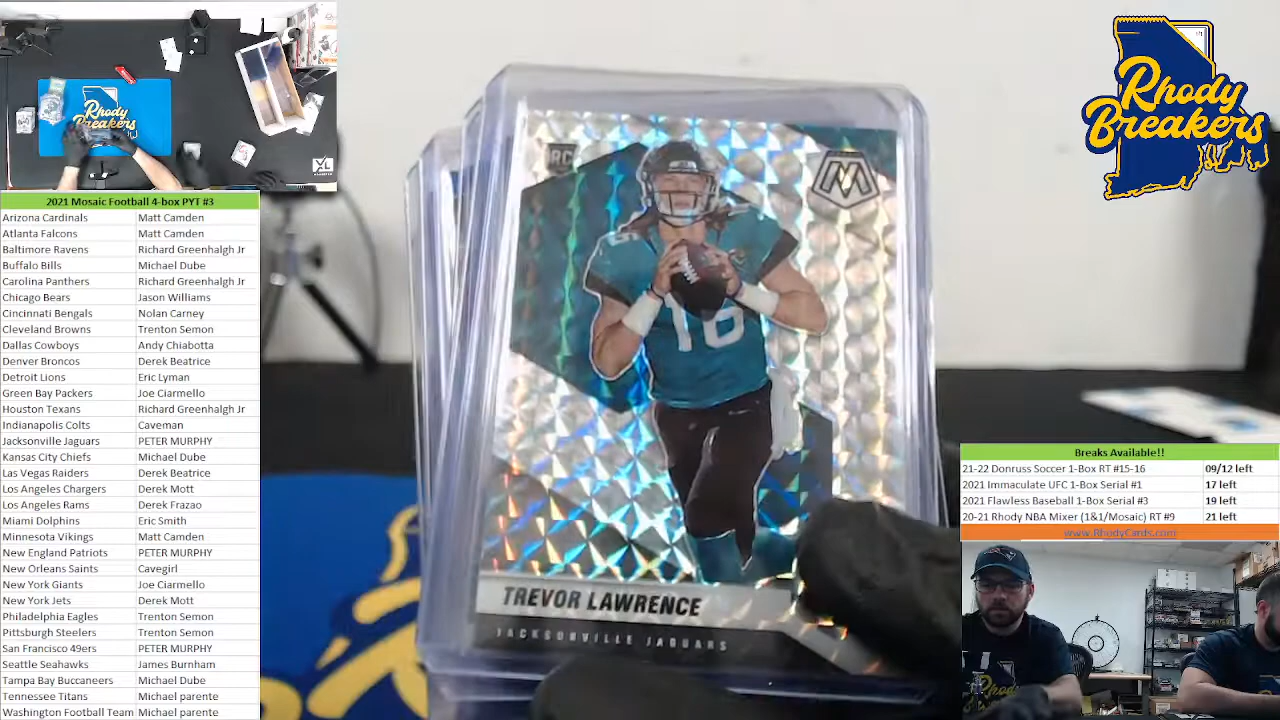 Rhody
Breakers
XL
2021 Mosaic Football 4-box PYT #3
Arizona Cardinals Matt Camden
Atlanta Falcons Matt Camden
Baltimore Ravens Richard Greenhalgh Jr
Buffalo Bills Michael Dube
Carolina Panthers Richard Greenhalgh Jr
Chicago Bears Jason Williams
Cincinnati Bengals Nolan Carney
Cleveland Browns Trenton Semon
Dallas Cowboys Andy Chiabotta
Denver Broncos Derek Beatrice
Detroit Lions Eric Lyman
Green Bay Packers Joe Ciarmello
Houston Texans Richard Greenhalgh Jr
Indianapolis Colts Caveman
Jacksonville Jaguars PETER MURPHY
Kansas City Chiefs Michael Dube
Las Vegas Raiders Derek Beatrice
Los Angeles Chargers Derek Mott
Los Angeles Rams Derek Frazao
Miami Dolphins Eric Smith
Minnesota Vikings Matt Camden
New England Patriots PETER MURPHY
New Orleans Saints Cavegirl
New York Giants Joe Ciarmello
New York Jets Derek Mott
Philadelphia Eagles Trenton Semon
Pittsburgh Steelers Trenton Semon
San Francisco 49ers PETER MURPHY
Seattle Seahawks James Burnham
Tampa Bay Buccaneers Michael Dube
Tennessee Titans Michael parente
Washington Football Team Michael parente
RC
M
16
16
TREVOR LAWRENCE
JACKSONVILLE JAGUARS
Rhody
Breakers
Breaks Available!!
21-22 Donruss Soccer 1-Box RT #15-16 09/12 left
2021 Immaculate UFC 1-Box Serial #1 17 left
2021 Flawless Baseball 1-Box Serial #3 19 left
20-21 Rhody NBA Mixer (1&1/Mosaic) RT #9 21 left
www.RhodyCards.com
Rhody